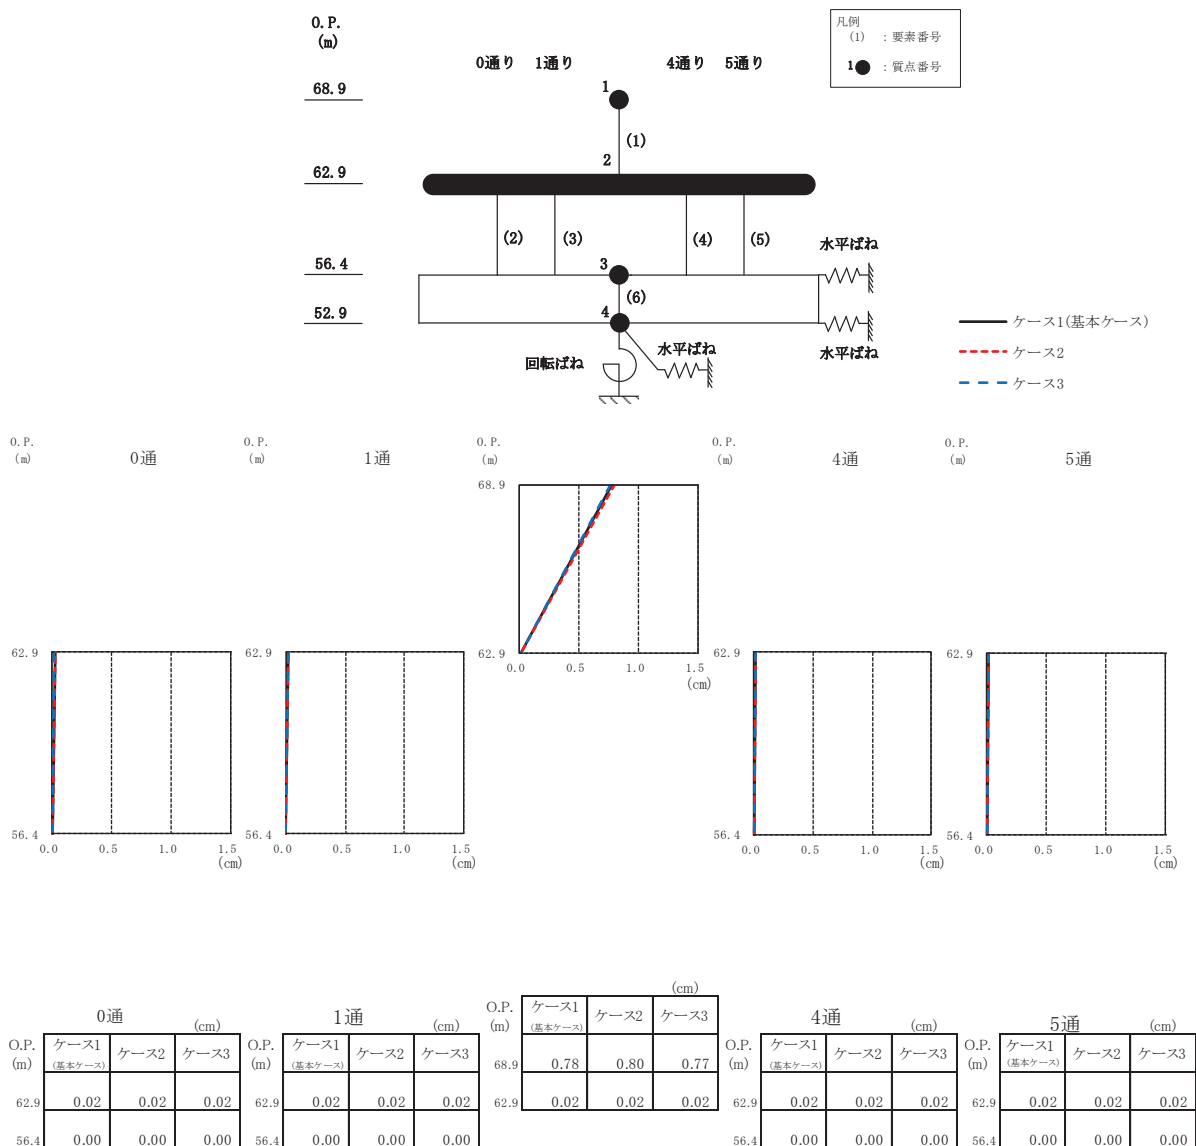 O.P.
(m)
凡例
(1) : 要素番号
1 : 質点番号
0通り 1通り 4通り 5通り
68.9
1
(1)
2
62.9
(2) (3) (4) (5)
水平ばね
56.4
3
(6)
52.9
4
水平ばね
水平ばね
回転ばね
ケース1(基本ケース)
ケース2
ケース3
O.P.
(m)
0通
O.P.
(m)
1通
O.P.
(m)
O.P.
(m)
4通
O.P.
(m)
5通
68.9
62.9
0.0 0.5 1.0 1.5
(cm)
62.9
56.4
0.0 0.5 1.0 1.5
(cm)
62.9
56.4
0.0 0.5 1.0 1.5
(cm)
62.9
56.4
0.0 0.5 1.0 1.5
(cm)
62.9
56.4
0.0 0.5 1.0 1.5
(cm)
0通 (cm)
O.P.
(m)
ケース1
(基本ケース)
ケース2 ケース3
62.9 0.02 0.02 0.02
56.4 0.00 0.00 0.00
1通 (cm)
O.P.
(m)
ケース1
(基本ケース)
ケース2 ケース3
62.9 0.02 0.02 0.02
56.4 0.00 0.00 0.00
(cm)
O.P.
(m)
ケース1
(基本ケース)
ケース2 ケース3
68.9 0.78 0.80 0.77
62.9 0.02 0.02 0.02
4通 (cm)
O.P.
(m)
ケース1
(基本ケース)
ケース2 ケース3
62.9 0.02 0.02 0.02
56.4 0.00 0.00 0.00
5通 (cm)
O.P.
(m)
ケース1
(基本ケース)
ケース2 ケース3
62.9 0.02 0.02 0.02
56.4 0.00 0.00 0.00